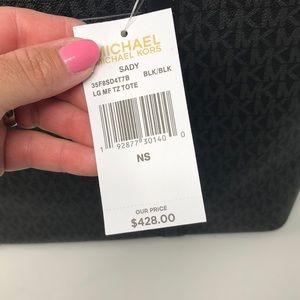 MICHAEL
MICHAEL KORS
SADY
35F8SD4T7B BLK/BLK
LG MF TZ TOTE
1 92877 30140 0
NS
OUR PRICE
$428.00